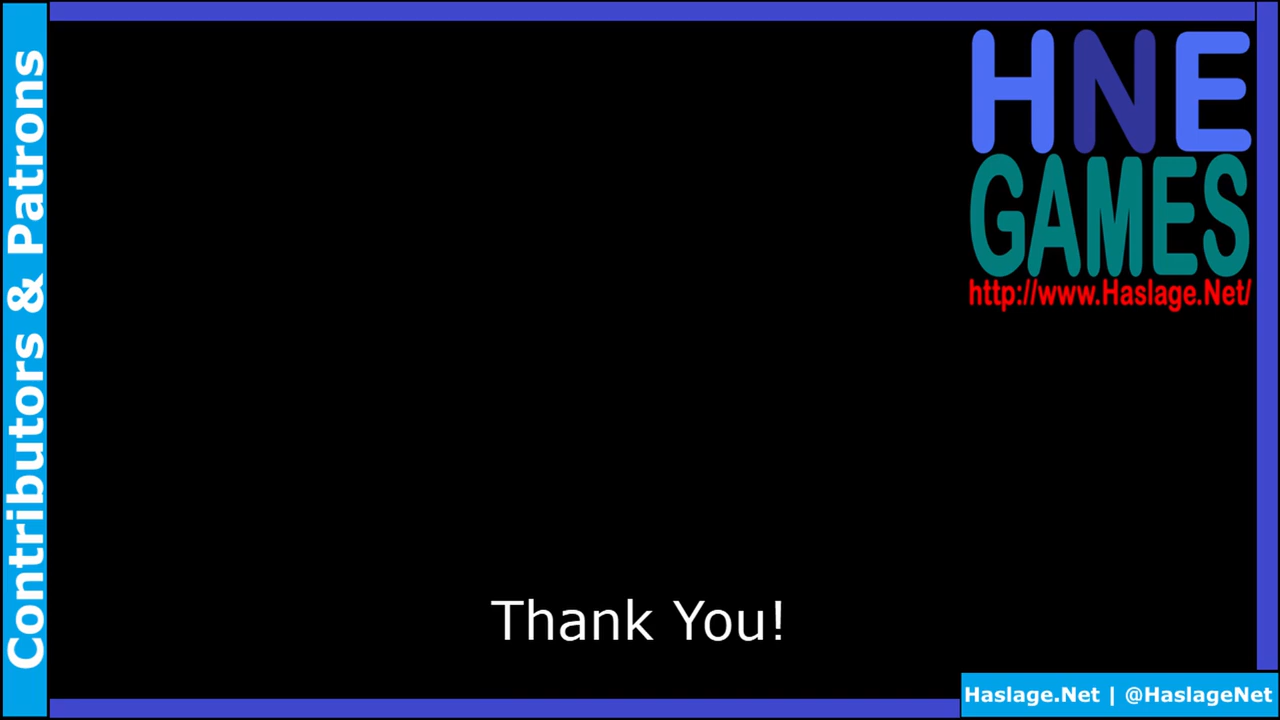 Contributors & Patrons
HNE
GAMES
http://www.Haslage.Net/
Thank You!
Haslage.Net | @HaslageNet